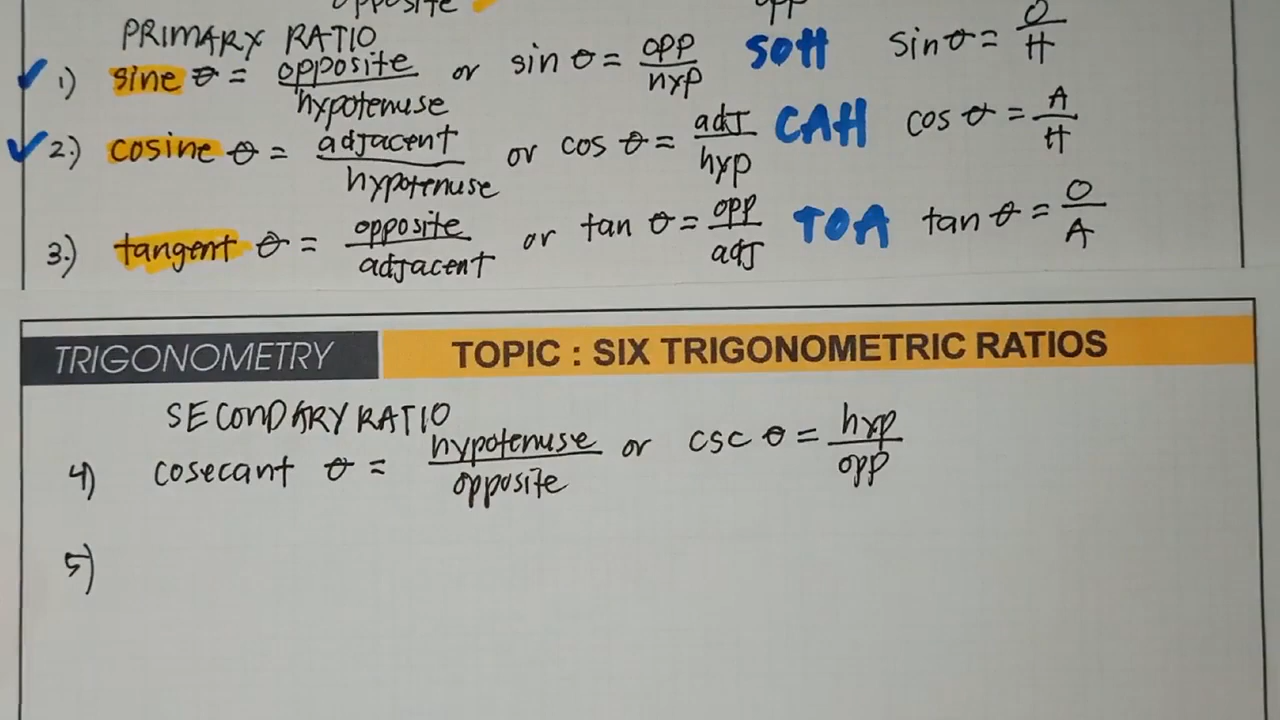 opposite opp
PRIMARY RATIO
1) sine θ = opposite/hypotenuse or sin θ = opp/hyp SOH sin θ = O/H
2.) cosine θ = adjacent/hypotenuse or cos θ = adj/hyp CAH cos θ = A/H
3.) tangent θ = opposite/adjacent or tan θ = opp/adj TOA tan θ = O/A
TRIGONOMETRY TOPIC : SIX TRIGONOMETRIC RATIOS
SECONDARY RATIO
4) cosecant θ = hypotenuse/opposite or csc θ = hyp/opp
5)